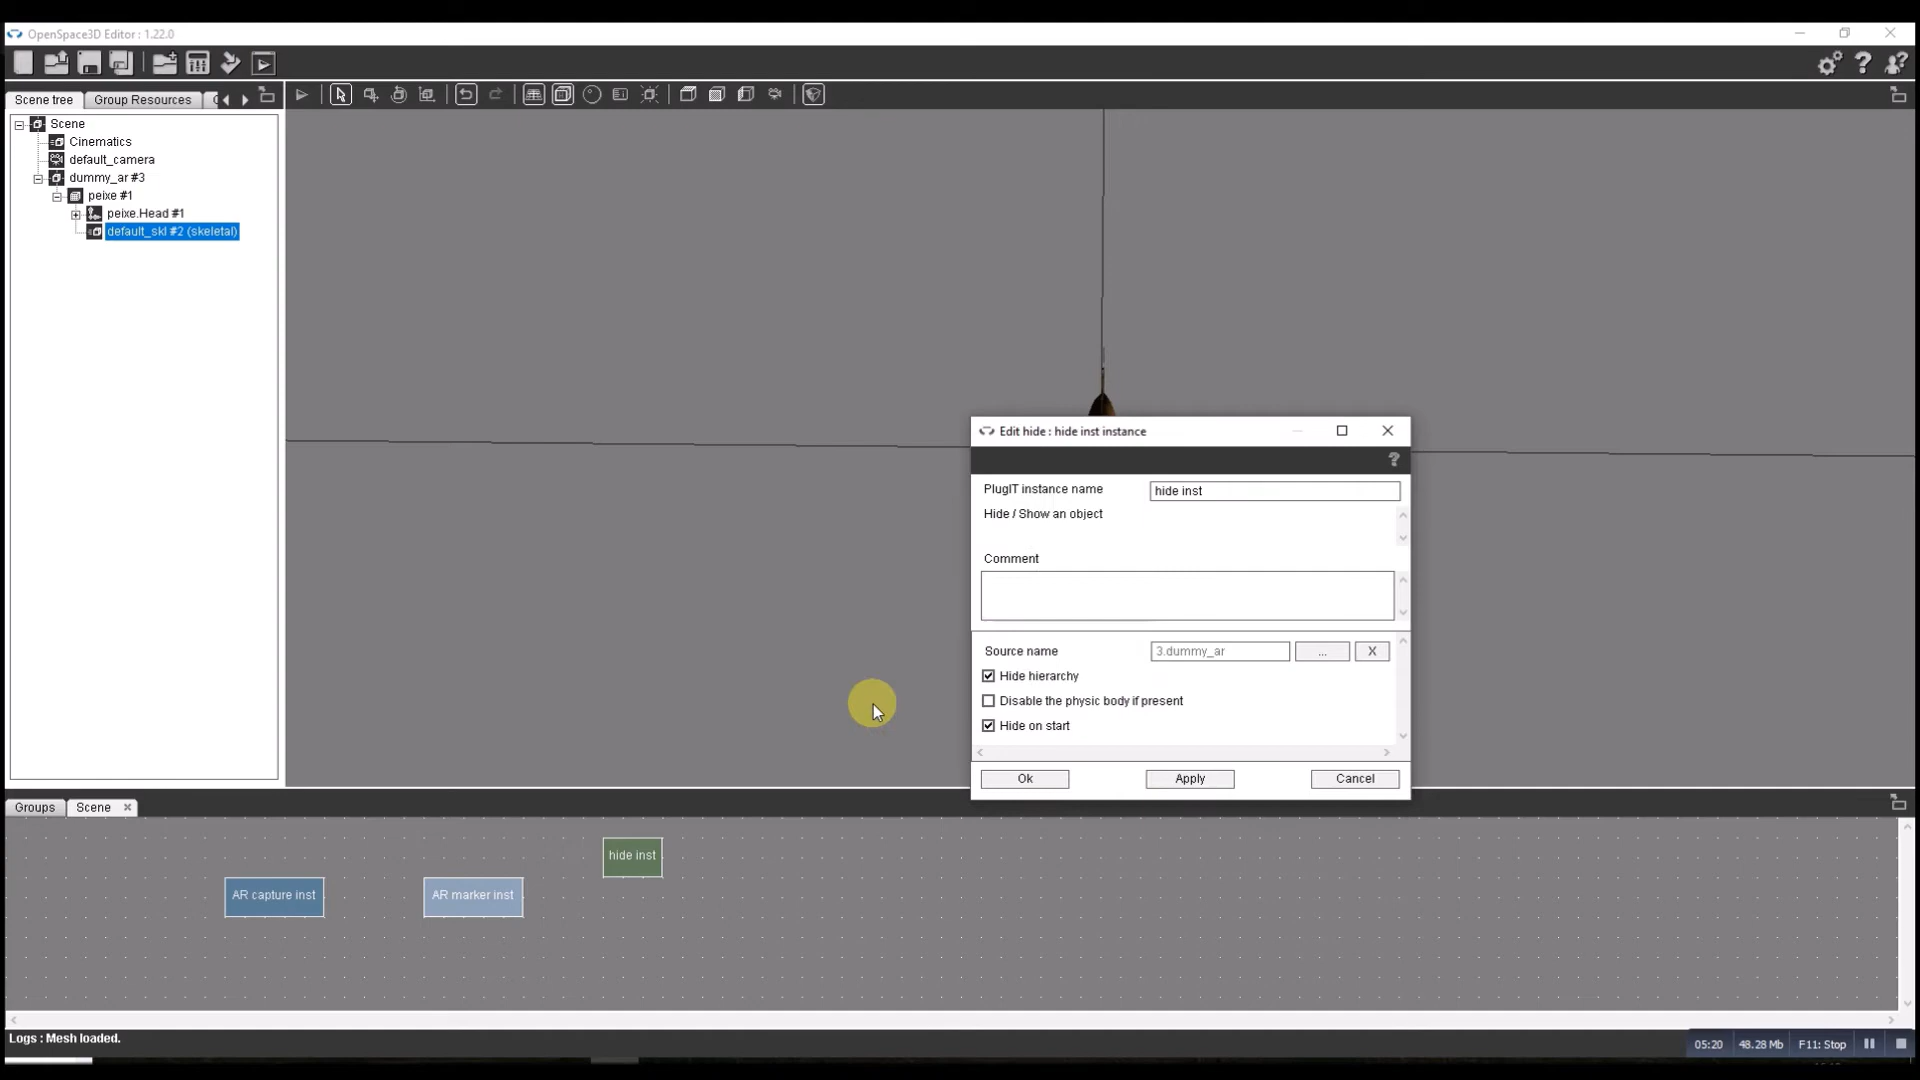 OpenSpace3D Editor : 1.22.0
Scene tree
Group Resources
Scene
Cinematics
default_camera
dummy_ar #3
peixe #1
peixe.Head #1
default_skl #2 (skeletal)
Edit hide : hide inst instance
PlugIT instance name
hide inst
Hide / Show an object
Comment
Source name
3.dummy_ar
...
X
Hide hierarchy
Disable the physic body if present
Hide on start
Ok
Apply
Cancel
Groups
Scene
hide inst
AR capture inst
AR marker inst
Logs : Mesh loaded.
05:20
48.28 Mb
F11: Stop